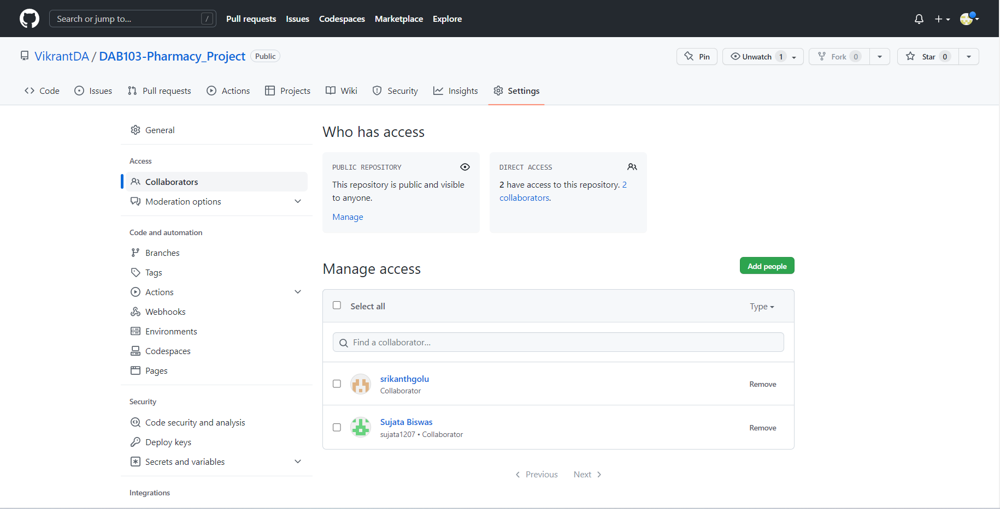 Search or jump to... /
Pull requests Issues Codespaces Marketplace Explore
VikrantDA / DAB103-Pharmacy_Project Public
Pin Unwatch 1 Fork 0 Star 0
Code Issues Pull requests Actions Projects Wiki Security Insights Settings
General
Access
Collaborators
Moderation options
Code and automation
Branches
Tags
Actions
Webhooks
Environments
Codespaces
Pages
Security
Code security and analysis
Deploy keys
Secrets and variables
Integrations
Who has access
PUBLIC REPOSITORY
This repository is public and visible
to anyone.
Manage
DIRECT ACCESS
2 have access to this repository. 2
collaborators.
Manage access
Add people
Select all
Type
Find a collaborator...
srikanthgolu
Collaborator
Remove
Sujata Biswas
sujata1207 • Collaborator
Remove
Previous Next